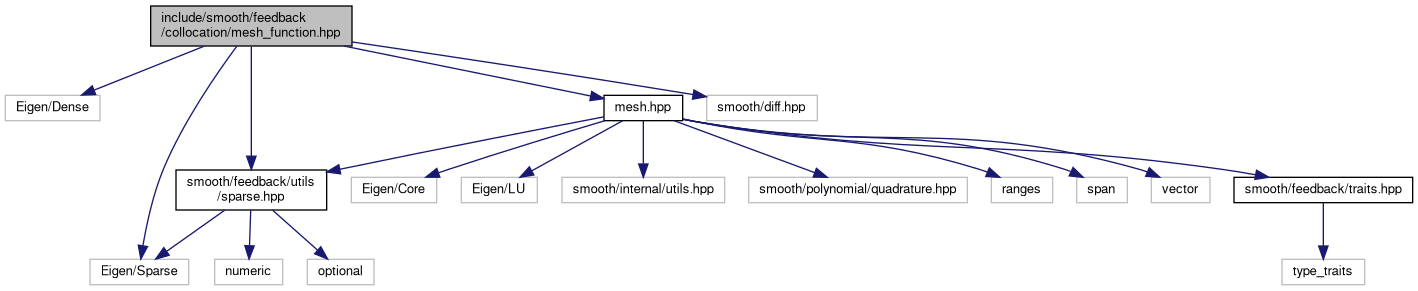 include/smooth/feedback
/collocation/mesh_function.hpp
Eigen/Dense
mesh.hpp
smooth/diff.hpp
smooth/feedback/utils
/sparse.hpp
Eigen/Core
Eigen/LU
smooth/internal/utils.hpp
smooth/polynomial/quadrature.hpp
ranges
span
vector
smooth/feedback/traits.hpp
Eigen/Sparse
numeric
optional
type_traits